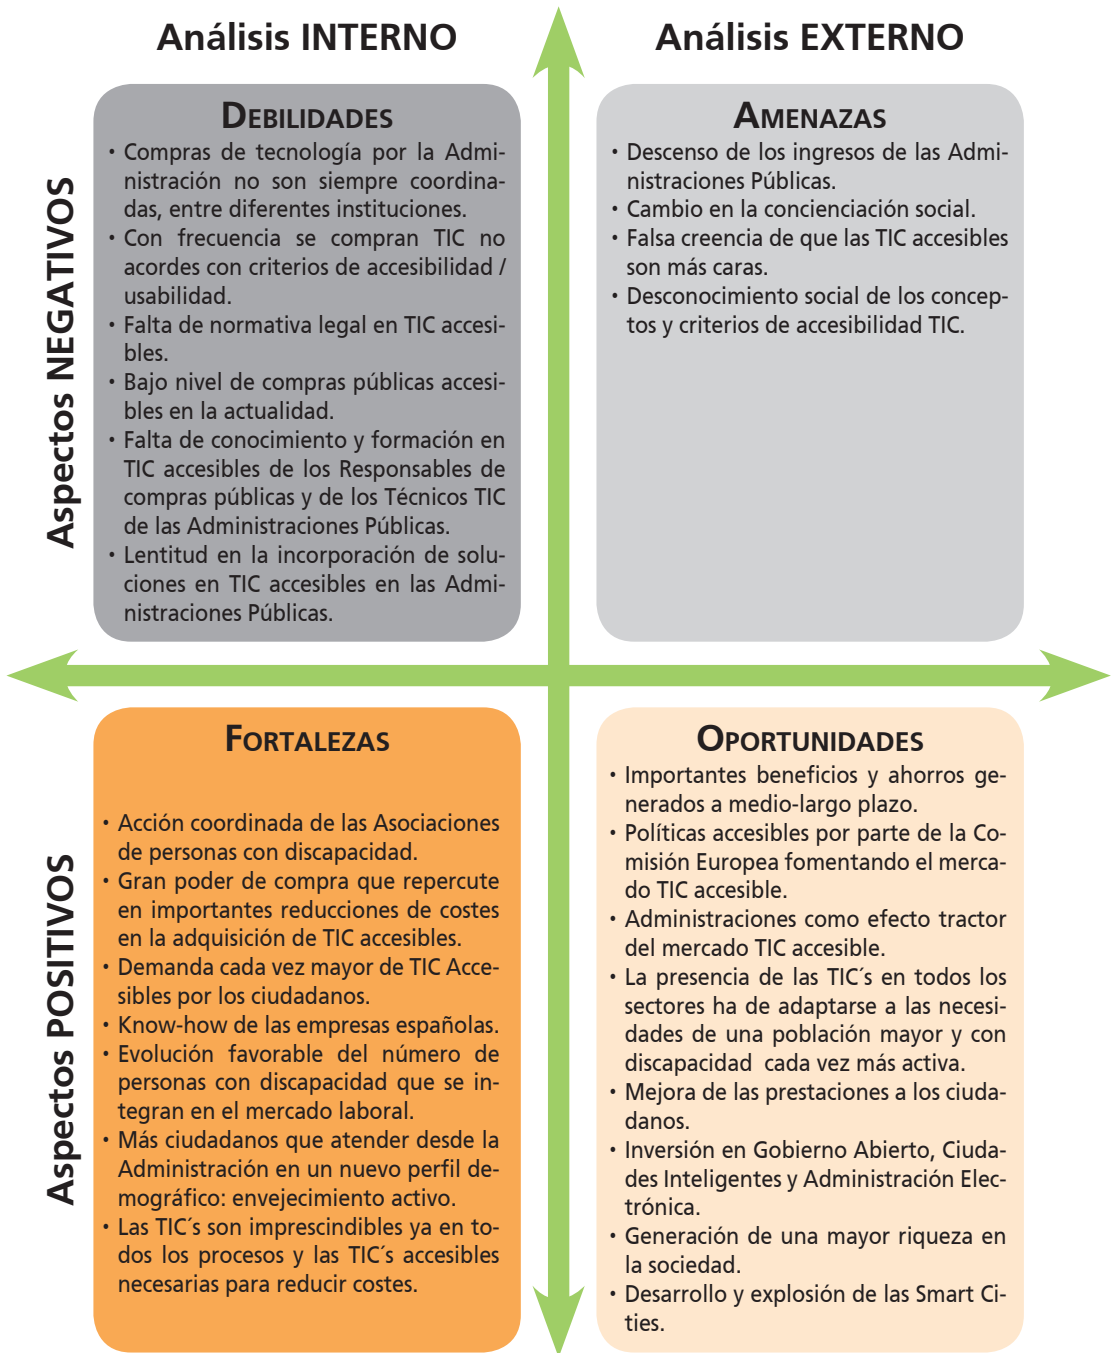 Análisis INTERNO
Análisis EXTERNO
Aspectos NEGATIVOS
DEBILIDADES
• Compras de tecnología por la Admi-
nistración no son siempre coordina-
das, entre diferentes instituciones.
• Con frecuencia se compran TIC no
acordes con criterios de accesibilidad /
usabilidad.
• Falta de normativa legal en TIC accesi-
bles.
• Bajo nivel de compras públicas accesi-
bles en la actualidad.
• Falta de conocimiento y formación en
TIC accesibles de los Responsables de
compras públicas y de los Técnicos TIC
de las Administraciones Públicas.
• Lentitud en la incorporación de solu-
ciones en TIC accesibles en las Admi-
nistraciones Públicas.
AMENAZAS
• Descenso de los ingresos de las Admi-
nistraciones Públicas.
• Cambio en la concienciación social.
• Falsa creencia de que las TIC accesibles
son más caras.
• Desconocimiento social de los concep-
tos y criterios de accesibilidad TIC.
Aspectos POSITIVOS
FORTALEZAS
• Acción coordinada de las Asociaciones
de personas con discapacidad.
• Gran poder de compra que repercute
en importantes reducciones de costes
en la adquisición de TIC accesibles.
• Demanda cada vez mayor de TIC Acce-
sibles por los ciudadanos.
• Know-how de las empresas españolas.
• Evolución favorable del número de
personas con discapacidad que se in-
tegran en el mercado laboral.
• Más ciudadanos que atender desde la
Administración en un nuevo perfil de-
mográfico: envejecimiento activo.
• Las TIC´s son imprescindibles ya en to-
dos los procesos y las TIC´s accesibles
necesarias para reducir costes.
OPORTUNIDADES
• Importantes beneficios y ahorros ge-
nerados a medio-largo plazo.
• Políticas accesibles por parte de la Co-
misión Europea fomentando el merca-
do TIC accesible.
• Administraciones como efecto tractor
del mercado TIC accesible.
• La presencia de las TIC´s en todos los
sectores ha de adaptarse a las necesi-
dades de una población mayor y con
discapacidad cada vez más activa.
• Mejora de las prestaciones a los ciuda-
danos.
• Inversión en Gobierno Abierto, Ciuda-
des Inteligentes y Administración Elec-
trónica.
• Generación de una mayor riqueza en
la sociedad.
• Desarrollo y explosión de las Smart Ci-
ties.